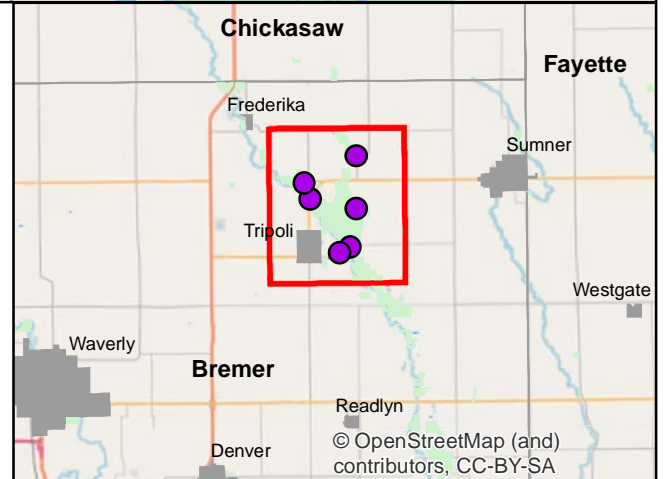 Chickasaw
Fayette
Frederika
Sumner
Tripoli
Westgate
Waverly
Bremer
Readlyn
© OpenStreetMap (and)
contributors, CC-BY-SA
Denver